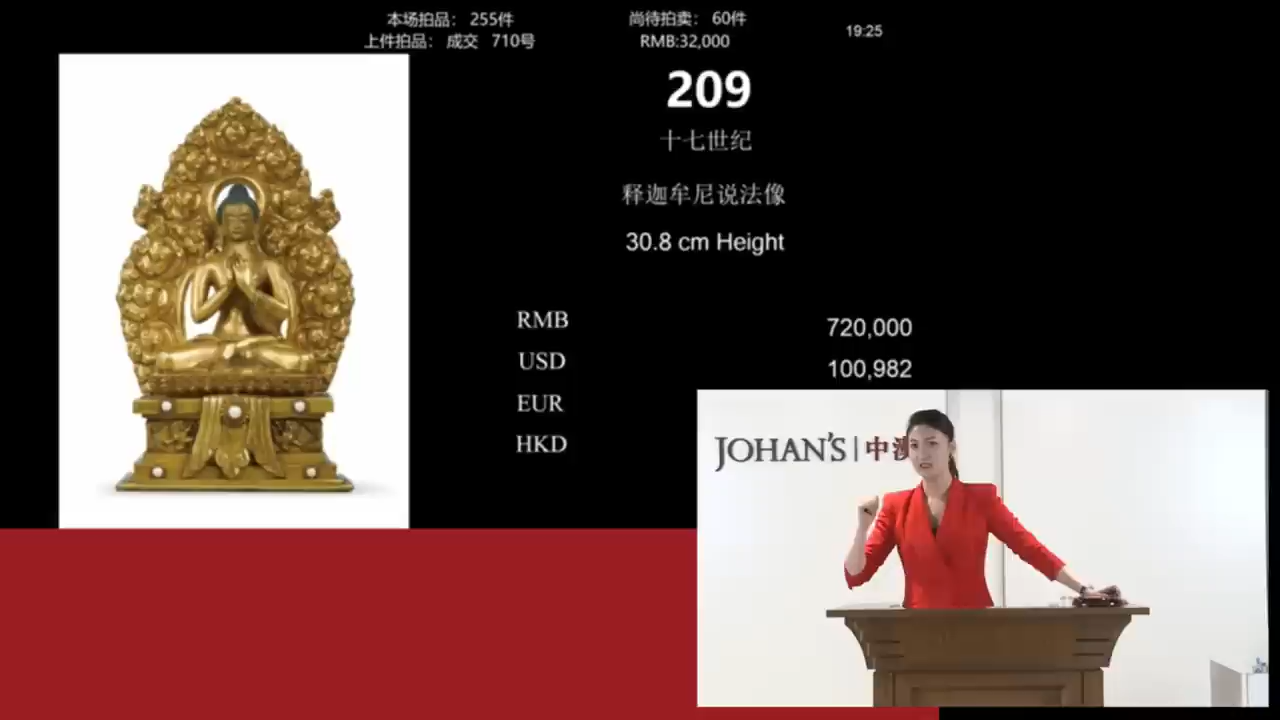 本场拍品： 255件
尚待拍卖： 60件
19:25
上件拍品： 成交 710号
RMB:32,000
209
十七世纪
释迦牟尼说法像
30.8 cm Height
RMB 720,000
USD 100,982
EUR
HKD
JOHAN'S | 中